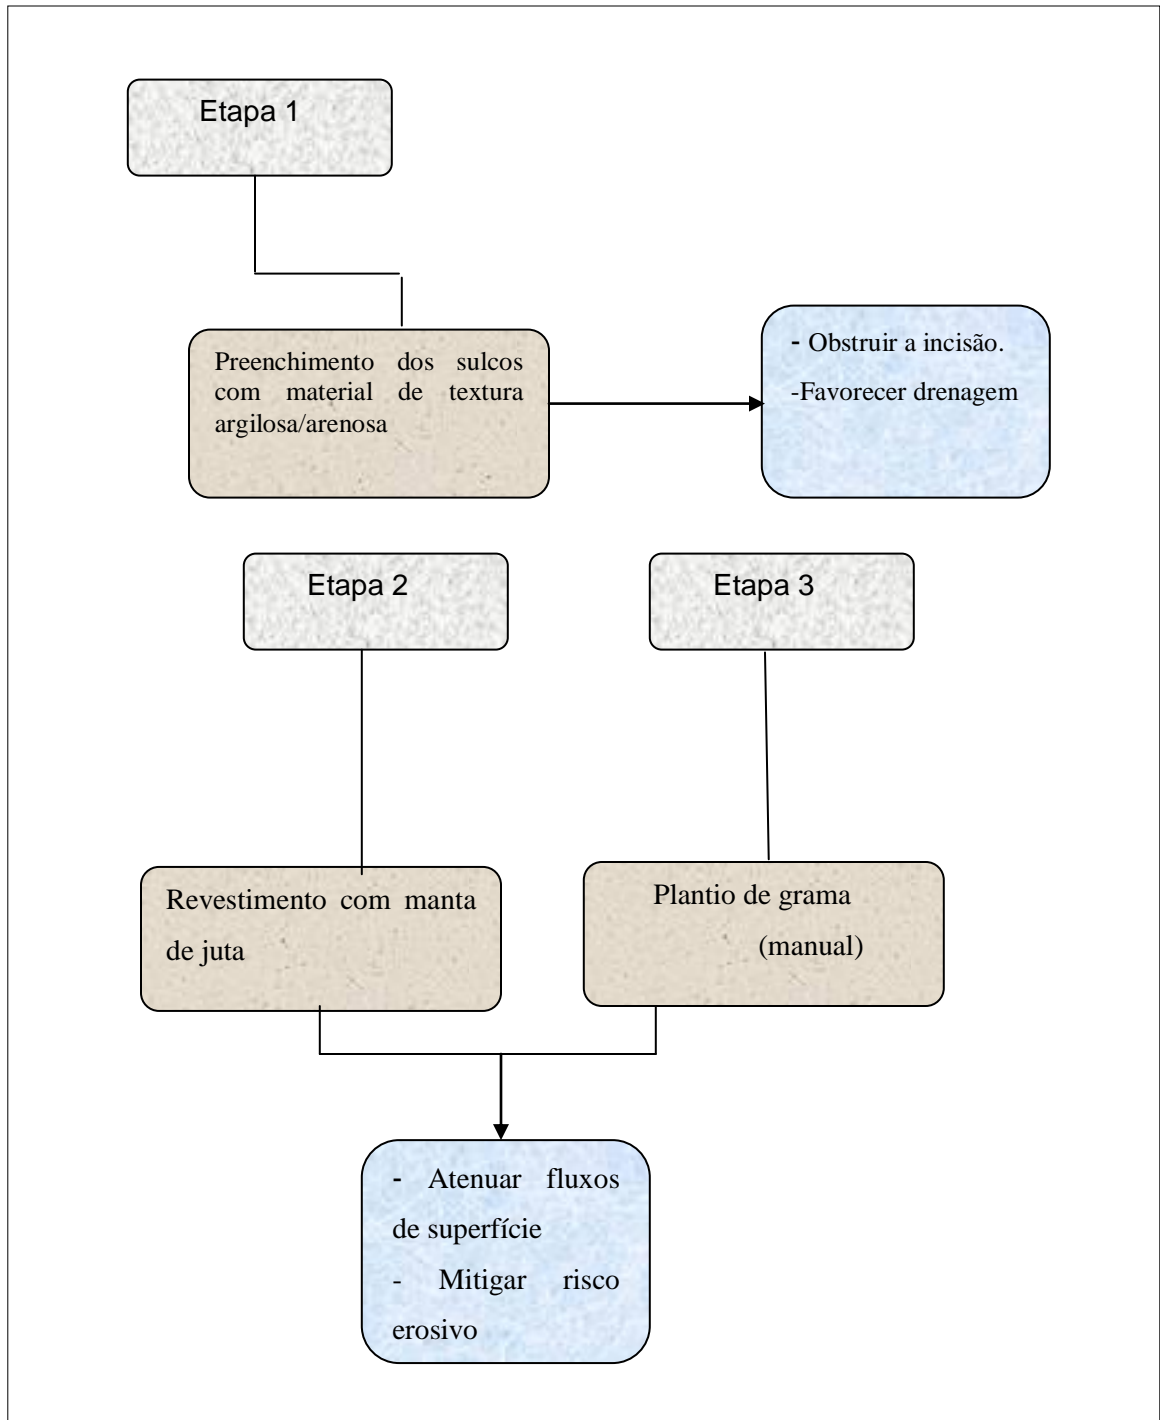 Etapa 1
Preenchimento dos sulcos
com material de textura
argilosa/arenosa
- Obstruir a incisão.
-Favorecer drenagem
Etapa 2
Etapa 3
Revestimento com manta
de juta
Plantio de grama
(manual)
- Atenuar fluxos
de superfície
- Mitigar risco
erosivo